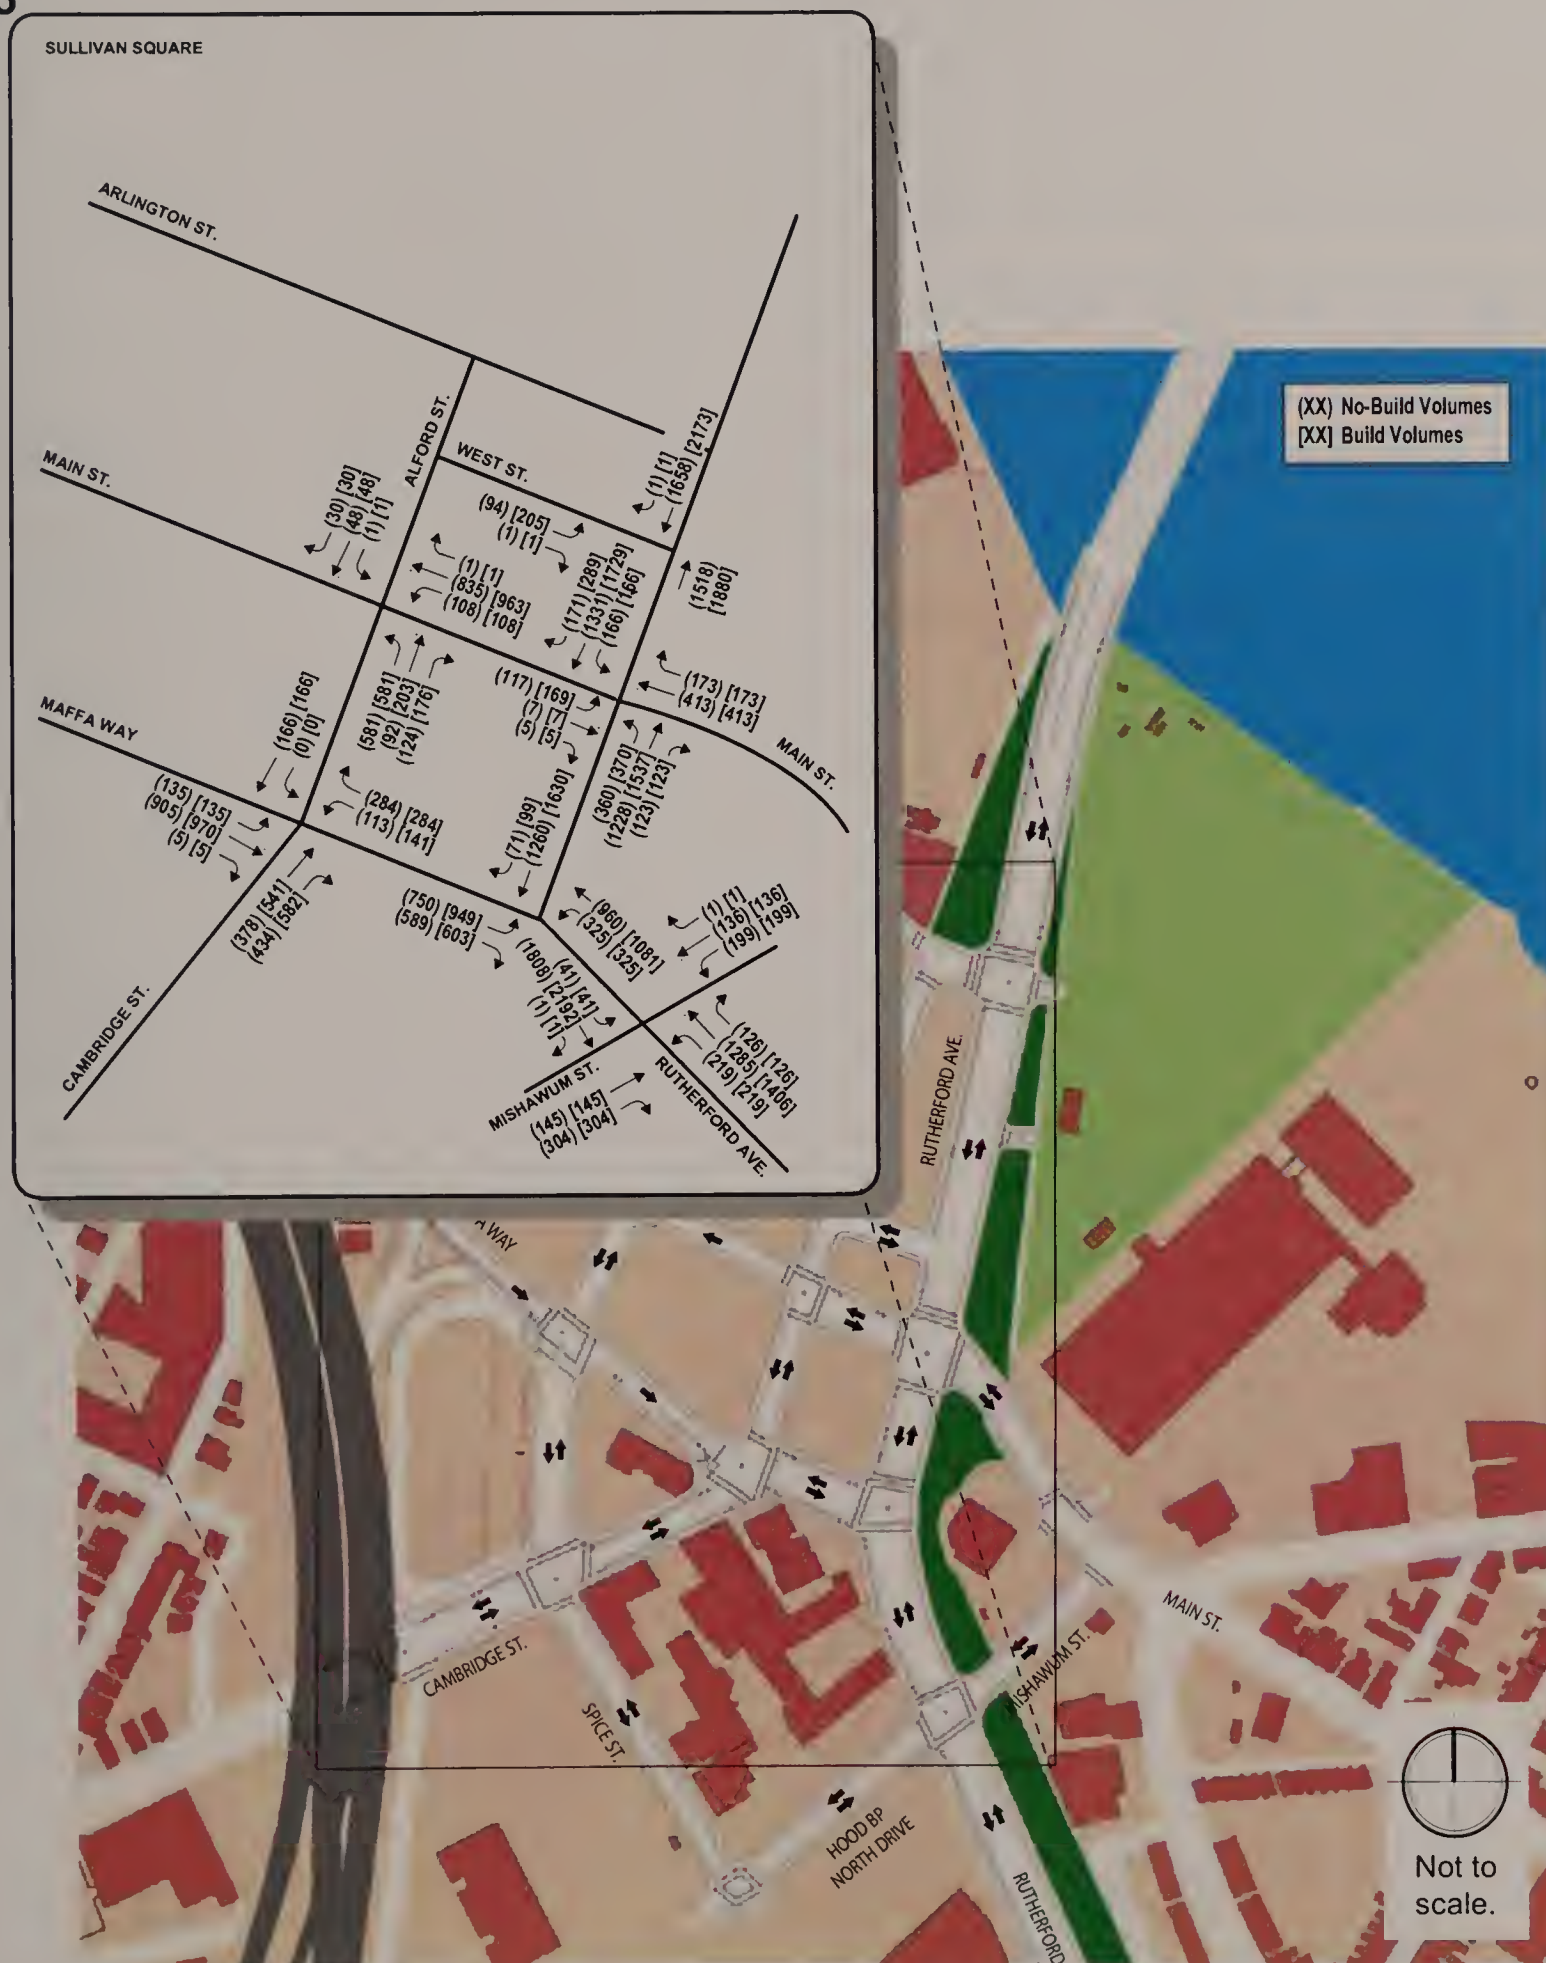 SULLIVAN SQUARE
ARLINGTON ST.
ALFORD ST.
WEST ST.
MAIN ST.
(1) [1]
(1658) [2173]
(30) [30]
(48) [48]
(1) [1]
(94) [205]
(1) [1]
(1) [1]
(835) [963]
(108) [108]
(171) [289]
(1331) [1729]
(166) [166]
(1518)
[1880]
(581) [581]
(92) [203]
(124) [176]
(117) [169]
(7) [7]
(5) [5]
(173) [173]
(413) [413]
MAIN ST.
MAFFA WAY
(166) [166]
(0) [0]
(135) [135]
(905) [970]
(5) [5]
(284) [284]
(113) [141]
(71) [99]
(1260) [1630]
(360) [370]
(1228) [1537]
(123) [123]
(378) [541]
(434) [582]
(750) [949]
(589) [603]
(960) [1081]
(325) [325]
(1) [1]
(136) [136]
(199) [199]
(41) [41]
(1808) [2192]
(1) [1]
(126) [126]
(1285) [1406]
(219) [219]
CAMBRIDGE ST.
MISHAWUM ST.
(145) [145]
(304) [304]
RUTHERFORD AVE.
(XX) No-Build Volumes
[XX] Build Volumes
RUTHERFORD AVE.
A WAY
MAIN ST.
CAMBRIDGE ST.
MISHAWUM ST.
SPICE ST.
HOOD BP
NORTH DRIVE
RUTHERFORD
Not to
scale.